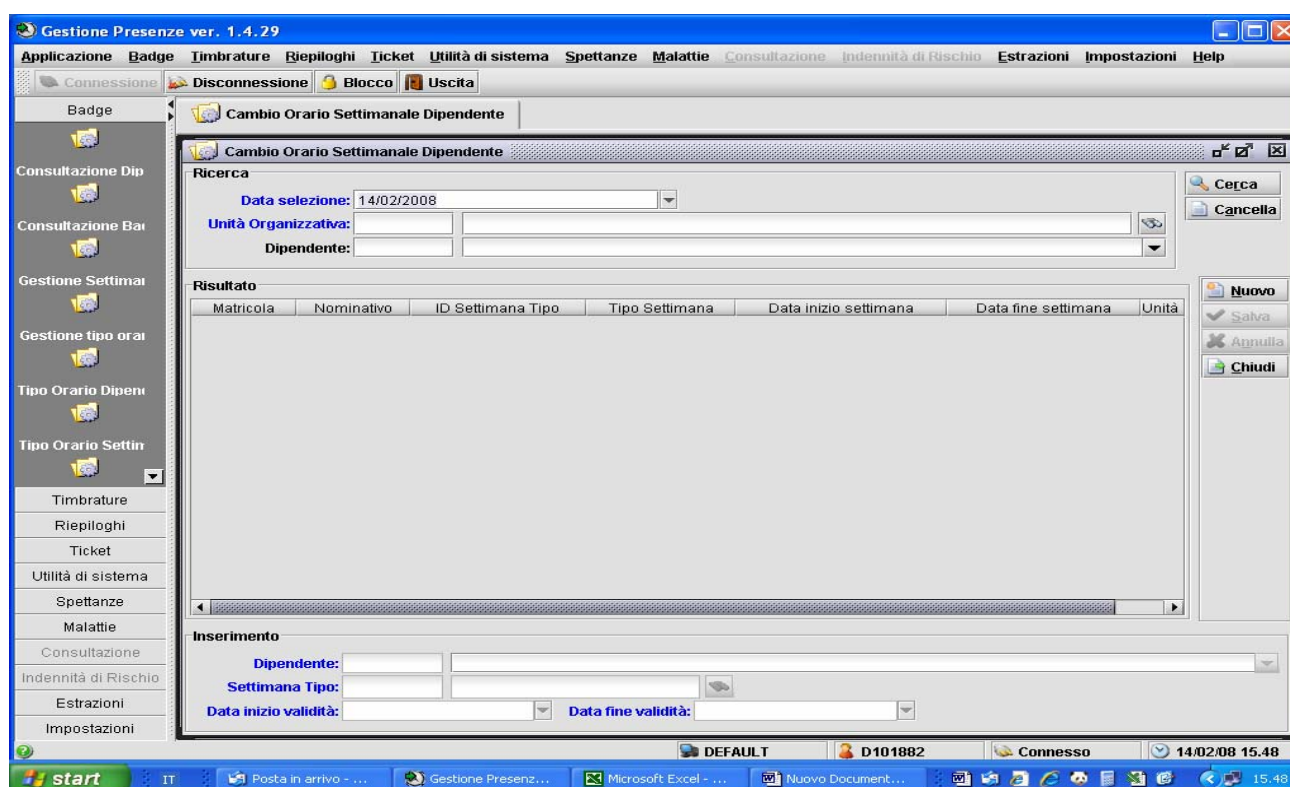 Gestione Presenze ver. 1.4.29
Applicazione Badge Timbrature Riepiloghi Ticket Utilità di sistema Spettanze Malattie Consultazione Indennità di Rischio Estrazioni Impostazioni Help
Connessione Disconnessione Blocco Uscita
Badge
Consultazione Dip
Consultazione Ba
Gestione Settima
Gestione tipo orar
Tipo Orario Dipen
Tipo Orario Settim
Timbrature
Riepiloghi
Ticket
Utilità di sistema
Spettanze
Malattie
Consultazione
Indennità di Rischio
Estrazioni
Impostazioni
Cambio Orario Settimanale Dipendente
Cambio Orario Settimanale Dipendente
Ricerca
Data selezione: 14/02/2008
Unità Organizzativa:
Dipendente:
Cerca
Cancella
Risultato
Matricola Nominativo ID Settimana Tipo Tipo Settimana Data inizio settimana Data fine settimana Unità
Nuovo
Salva
Annulla
Chiudi
Inserimento
Dipendente:
Settimana Tipo:
Data inizio validità: Data fine validità:
DEFAULT D101882 Connesso 14/02/08 15.48
start IT Posta in arrivo - ... Gestione Presenz... Microsoft Excel - ... Nuovo Document... 15.48